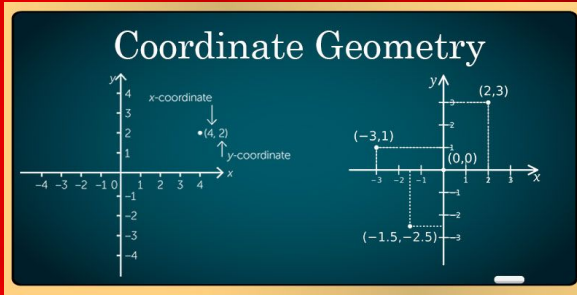 Coordinate Geometry
y
4
3
2
1
x-coordinate
(4, 2)
y-coordinate
x
-4 -3 -2 -1 0 1 2 3 4
-1
-2
-3
-4
y
(2,3)
3
2
(−3,1)
1
(0,0)
-3 -2 -1 1 2 3 x
-1
-2
(−1.5,−2.5)
-3